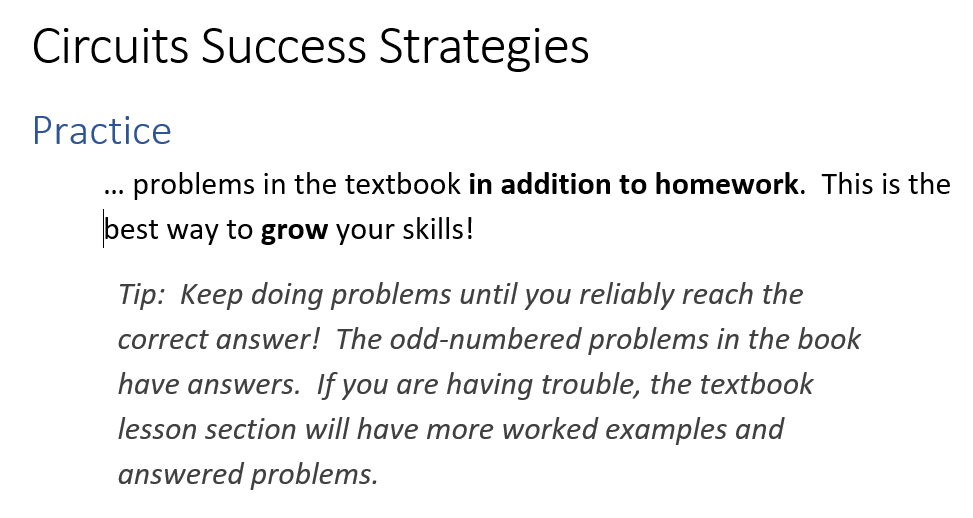 Circuits Success Strategies
Practice
… problems in the textbook in addition to homework.  This is the
best way to grow your skills!
Tip:  Keep doing problems until you reliably reach the
correct answer!  The odd-numbered problems in the book
have answers.  If you are having trouble, the textbook
lesson section will have more worked examples and
answered problems.